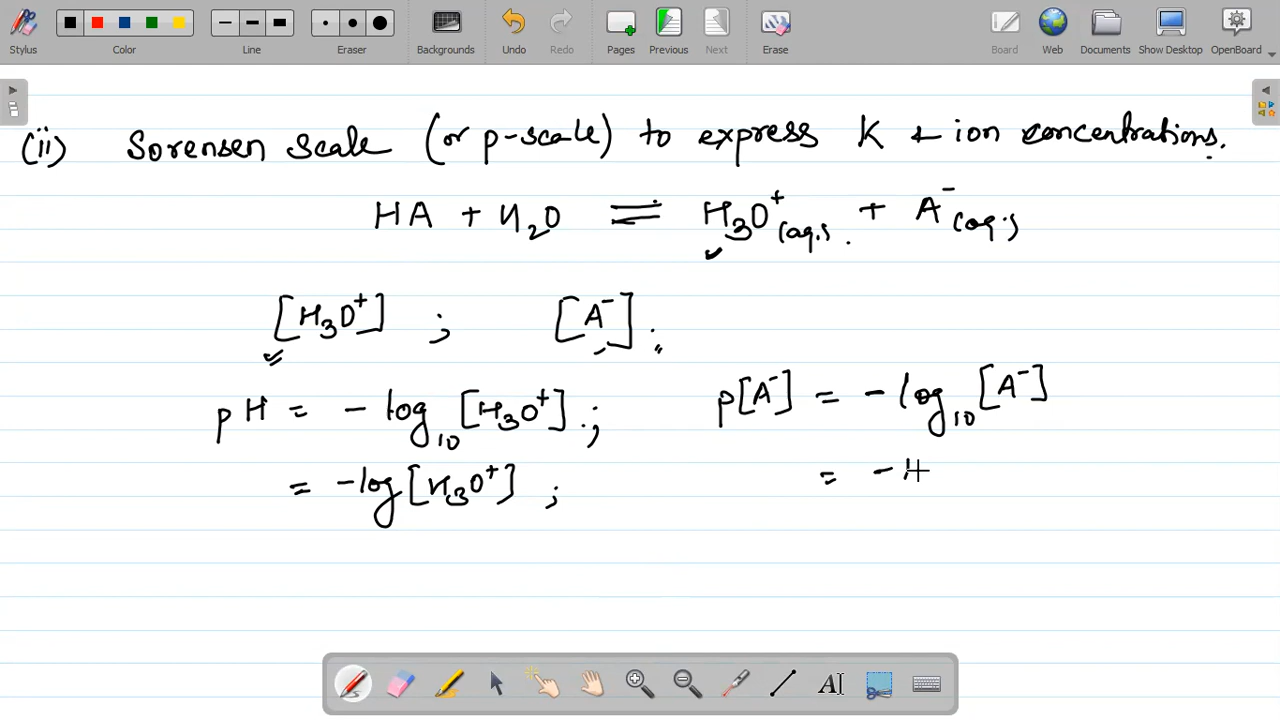 Stylus Color Line Eraser Backgrounds Undo Redo Pages Previous Next Erase Board Web Documents Show Desktop OpenBoard
(ii) Sorensen scale (or p-scale) to express K + ion concentrations.
HA + H₂O ⇌ H₃O⁺(aq.) + A⁻(aq.)
[H₃O⁺] ; [A⁻].
pH = -log₁₀ [H₃O⁺]. ; p[A⁻] = -log₁₀ [A⁻]
= -log [H₃O⁺] ; = -